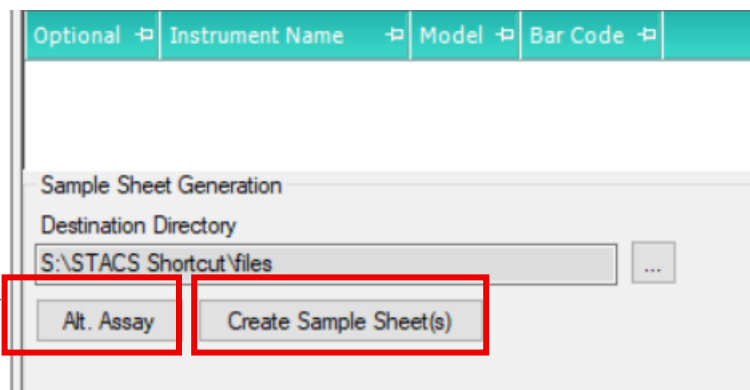 Optional Instrument Name Model Bar Code
Sample Sheet Generation
Destination Directory
S:\STACS Shortcut\files
...
Alt. Assay Create Sample Sheet(s)